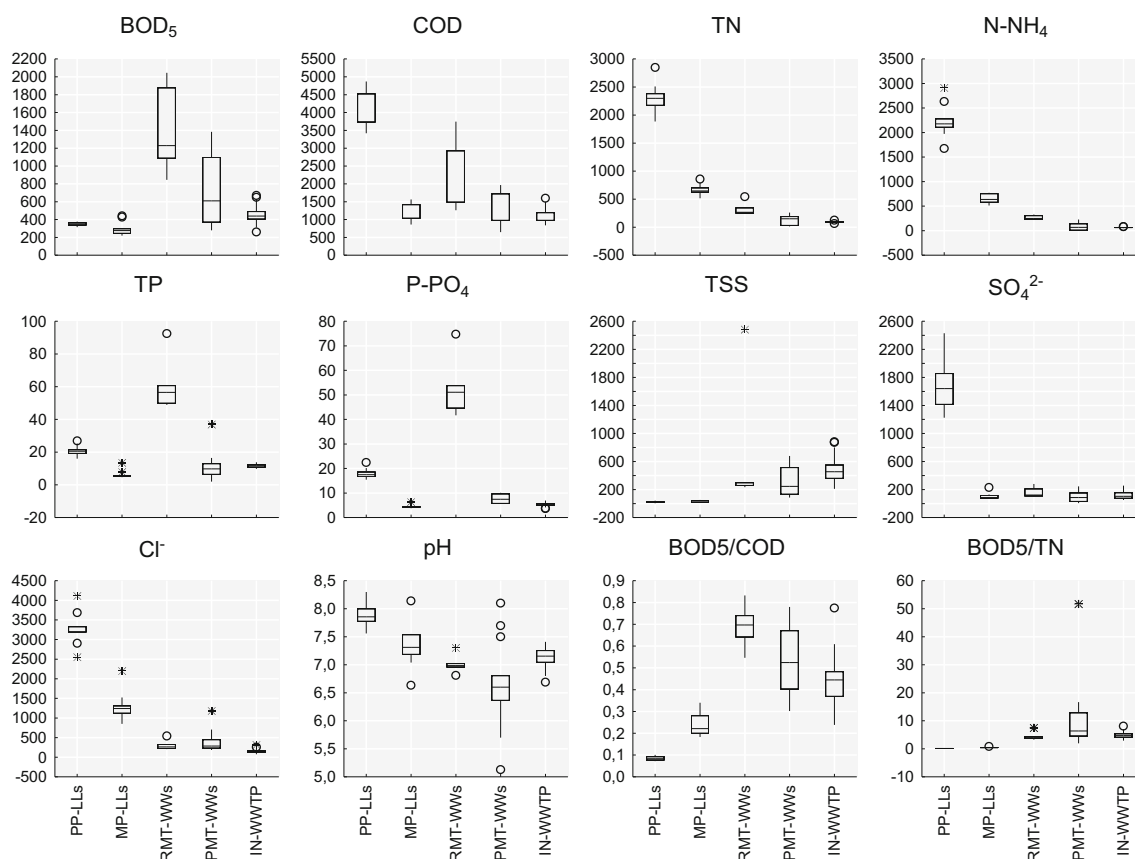 BOD₅ COD TN N-NH₄
2200 5500 3000 3500
2000 5000 2500 3000
1800 4500 2000 2500
1600 4000 1500 2000
1400 3500 1000 1500
1200 3000 500 1000
1000 2500 0 500
800 2000 -500 0
600 1500 -500
400 1000
200 500
0 0
TP P-PO₄ TSS SO₄²⁻
100 80 2600 2600
80 70 2200 2200
60 60 1800 1800
40 50 1400 1400
20 40 1000 1000
0 30 600 600
-20 20 200 200
10 -200 -200
0
Cl⁻ pH BOD5/COD BOD5/TN
4500 8,5 0,9 60
4000 8,0 0,8 50
3500 7,5 0,7 40
3000 7,0 0,6 30
2500 6,5 0,5 20
2000 6,0 0,4 10
1500 5,5 0,3 0
1000 5,0 0,2 -10
500 0,1
0 0,0
-500
PP-LLs MP-LLs RMT-WWs PMT-WWs IN-WWTP
PP-LLs MP-LLs RMT-WWs PMT-WWs IN-WWTP
PP-LLs MP-LLs RMT-WWs PMT-WWs IN-WWTP
PP-LLs MP-LLs RMT-WWs PMT-WWs IN-WWTP